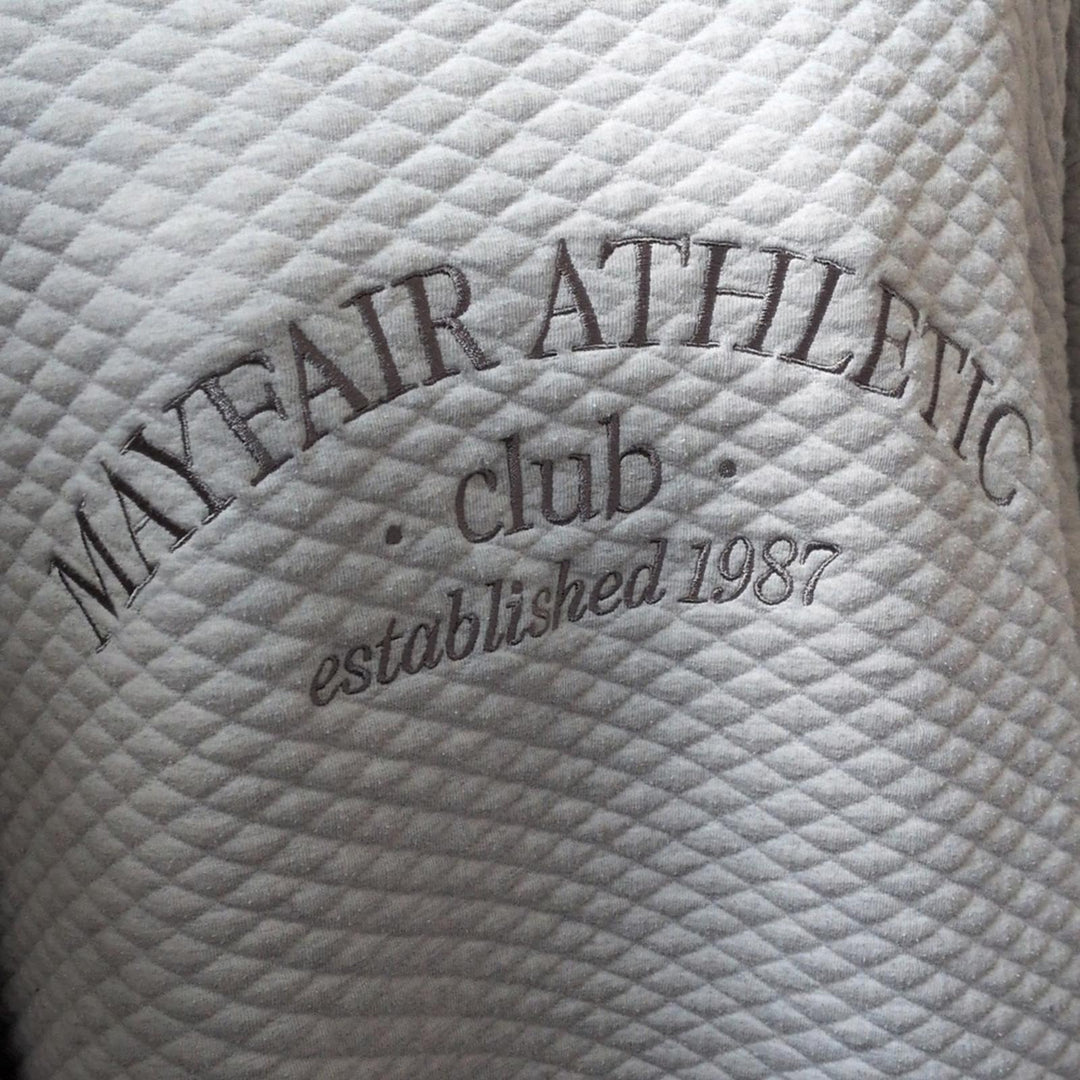 MAYFAIR ATHLETIC
• club •
established 1987